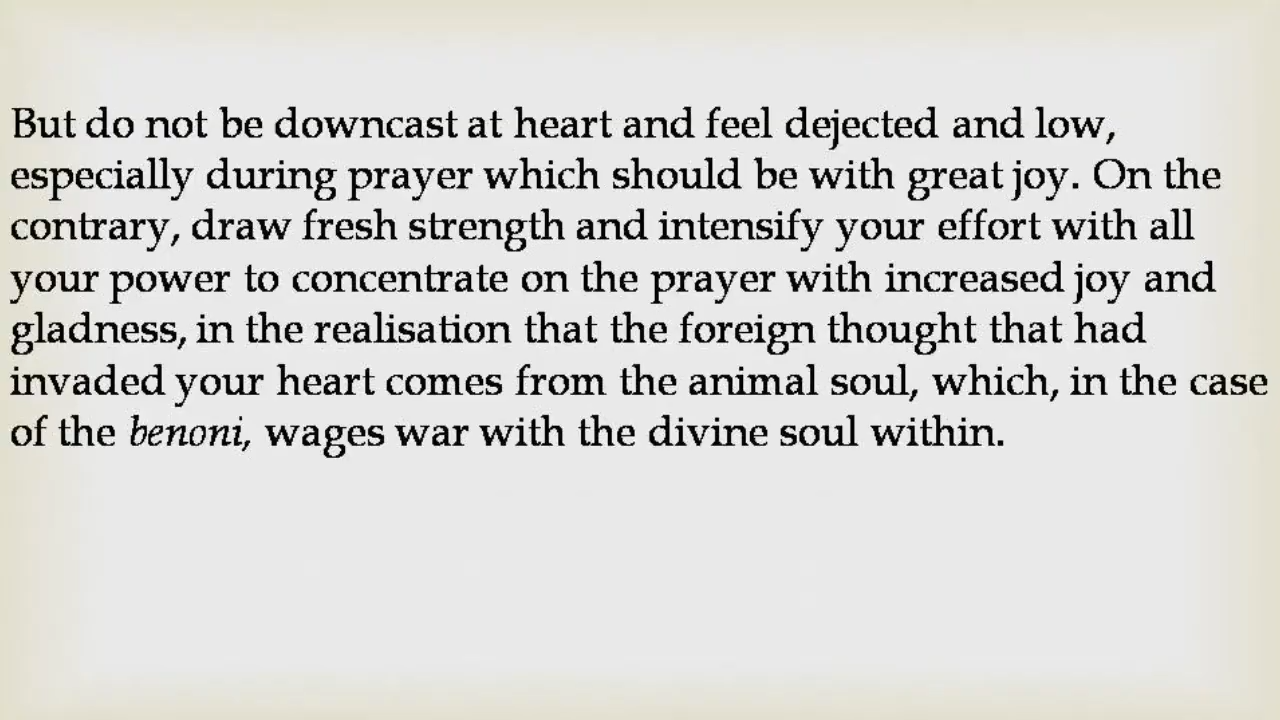 But do not be downcast at heart and feel dejected and low,
especially during prayer which should be with great joy. On the
contrary, draw fresh strength and intensify your effort with all
your power to concentrate on the prayer with increased joy and
gladness, in the realisation that the foreign thought that had
invaded your heart comes from the animal soul, which, in the case
of the benoni, wages war with the divine soul within.